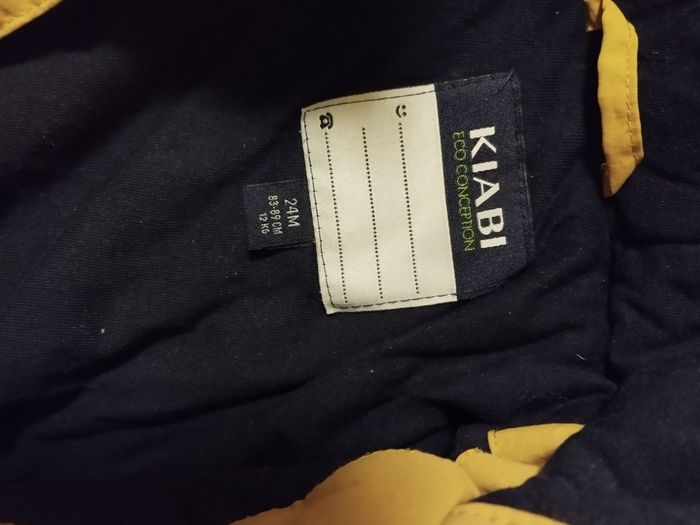 KIABI
ECO CONCEPTION
24M
83-89 CM
12 KG